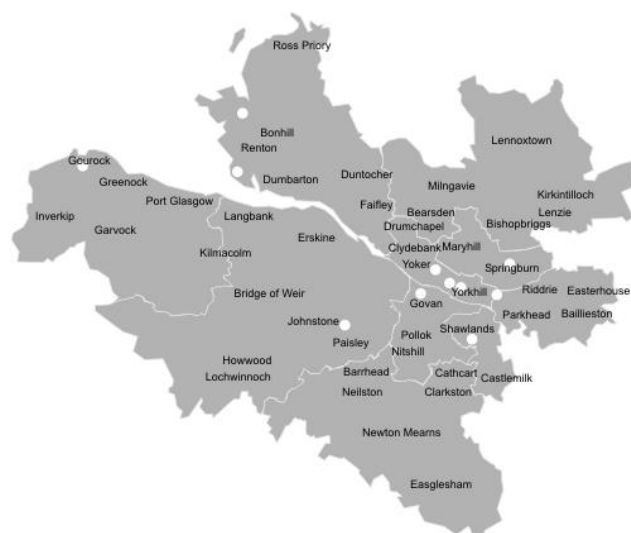 Ross Priory
Bonhill
Renton
Dumbarton
Duntocher
Faifley
Lennoxtown
Milngavie
Kirkintilloch
Lenzie
Bearsden
Bishopbriggs
Drumchapel
Clydebank
Maryhill
Yoker
Springburn
Gourock
Greenock
Port Glasgow
Inverkip
Garvock
Langbank
Erskine
Kilmacolm
Bridge of Weir
Johnstone
Paisley
Howwood
Lochwinnoch
Govan
Yorkhill
Riddrie
Easterhouse
Parkhead
Baillieston
Pollok
Shawlands
Nitshill
Barrhead
Cathcart
Castlemilk
Neilston
Clarkston
Newton Mearns
Easglesham